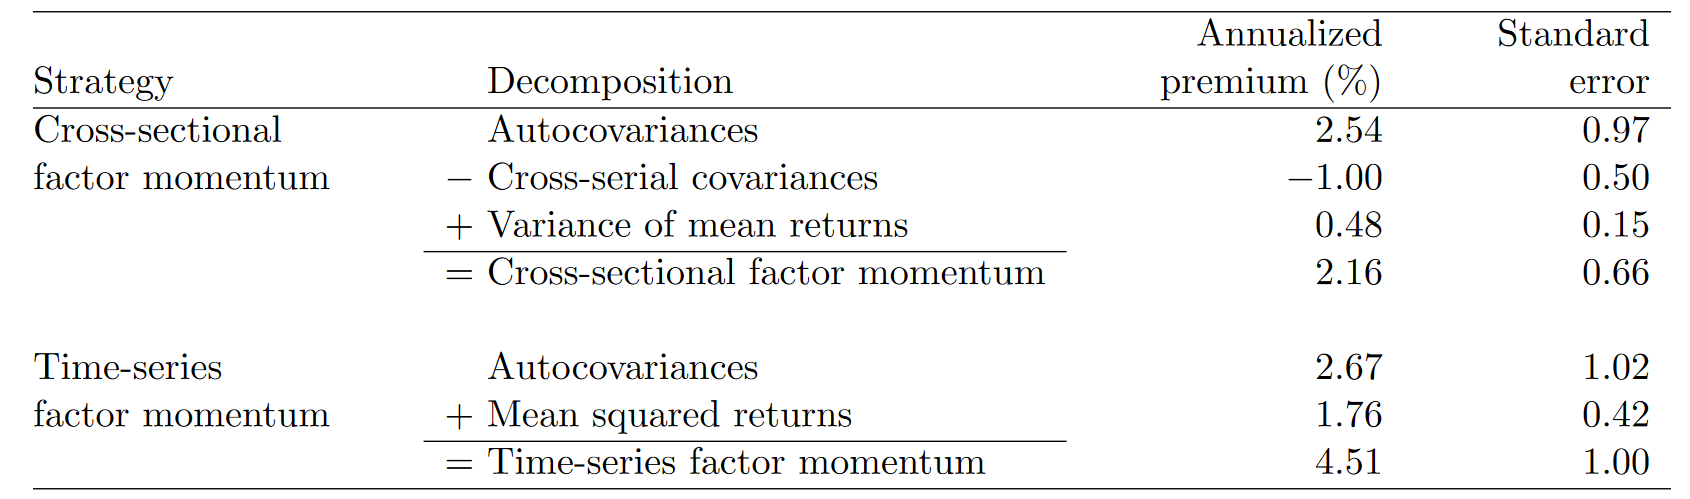 Annualized Standard
Strategy Decomposition premium (%) error
Cross-sectional Autocovariances 2.54 0.97
factor momentum − Cross-serial covariances −1.00 0.50
+ Variance of mean returns 0.48 0.15
= Cross-sectional factor momentum 2.16 0.66
Time-series Autocovariances 2.67 1.02
factor momentum + Mean squared returns 1.76 0.42
= Time-series factor momentum 4.51 1.00